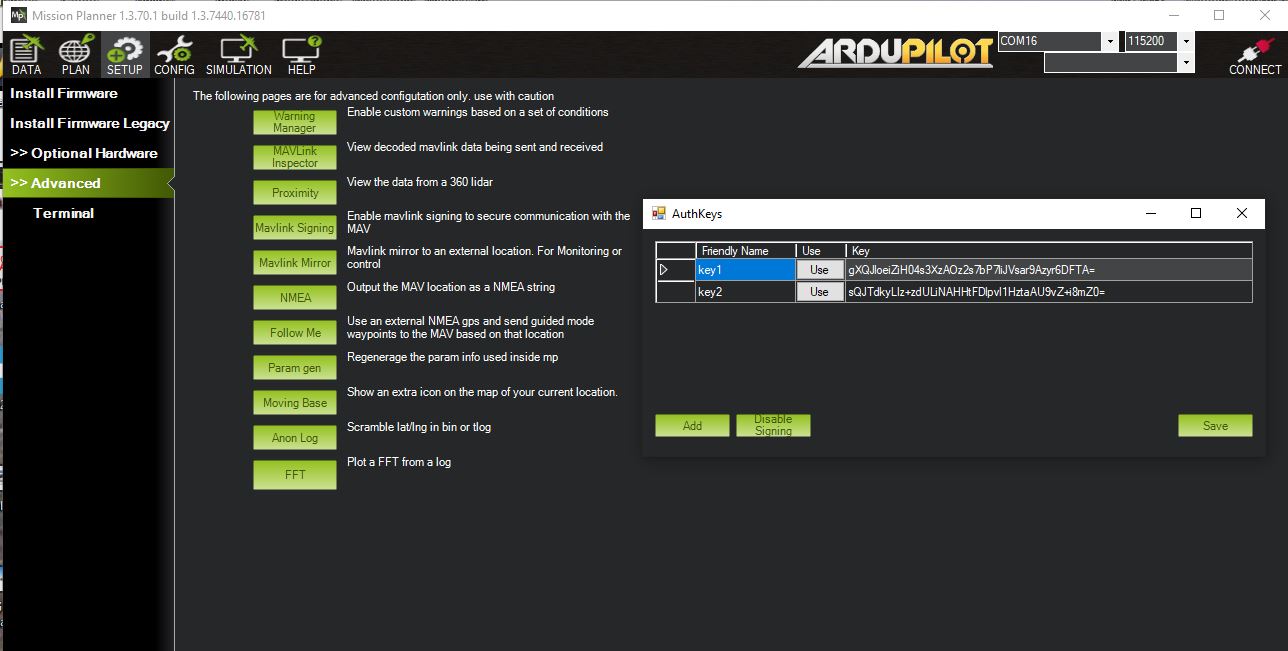 Mission Planner 1.3.70.1 build 1.3.7440.16781
DATA PLAN SETUP CONFIG SIMULATION HELP
ARDUPILOT
COM16 115200
CONNECT
Install Firmware
Install Firmware Legacy
>> Optional Hardware
>> Advanced
Terminal
The following pages are for advanced configutation only. use with caution
Warning Manager
Enable custom warnings based on a set of conditions
MAVLink Inspector
View decoded mavlink data being sent and received
Proximity
View the data from a 360 lidar
Mavlink Signing
Enable mavlink signing to secure communication with the
MAV
Mavlink Mirror
Mavlink mirror to an external location. For Monitoring or
control
NMEA
Output the MAV location as a NMEA string
Follow Me
Use an external NMEA gps and send guided mode
waypoints to the MAV based on that location
Param gen
Regenerage the param info used inside mp
Moving Base
Show an extra icon on the map of your current location.
Anon Log
Scramble lat/lng in bin or tlog
FFT
Plot a FFT from a log
AuthKeys
Friendly Name Use Key
key1 Use gXQJloeiZiH04s3XzAOz2s7bP7liJVsar9Azyr6DFTA=
key2 Use sQJTdkyLIz+zdULiNAHHtFDlpvI1HztaAU9vZ+i8mZ0=
Add
Disable Signing
Save